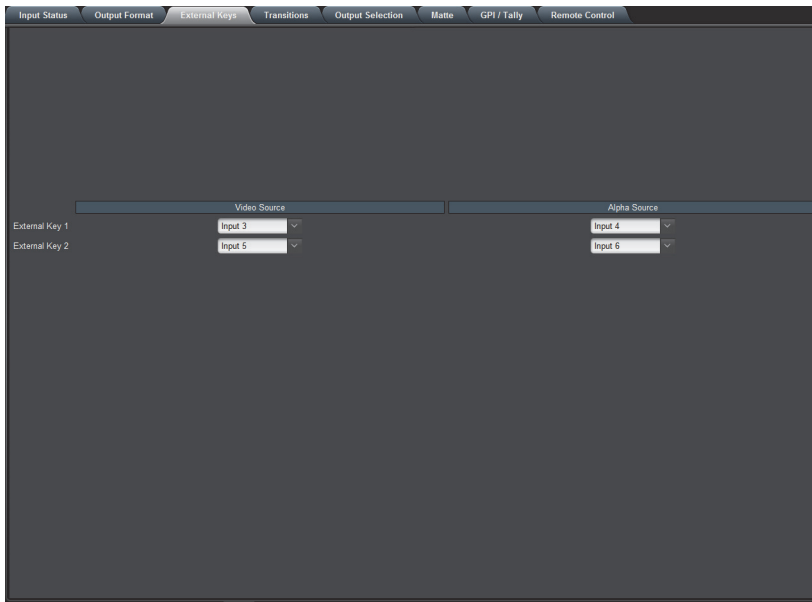 Input Status Output Format External Keys Transitions Output Selection Matte GPI / Tally Remote Control
Video Source Alpha Source
External Key 1 Input 3 Input 4
External Key 2 Input 5 Input 6